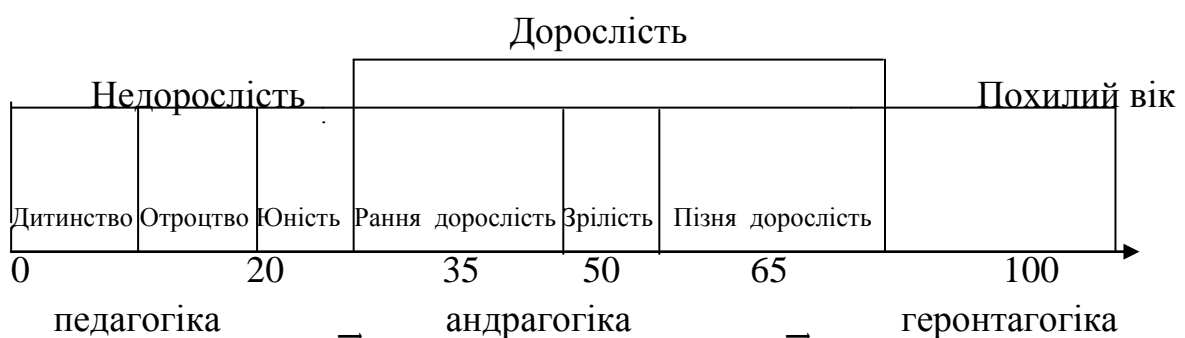 Дорослість
Недорослість Похилий вік
Дитинство Отроцтво Юність Рання дорослість Зрілість Пізня дорослість
0 20 35 50 65 100
педагогіка андрагогіка геронтагогіка